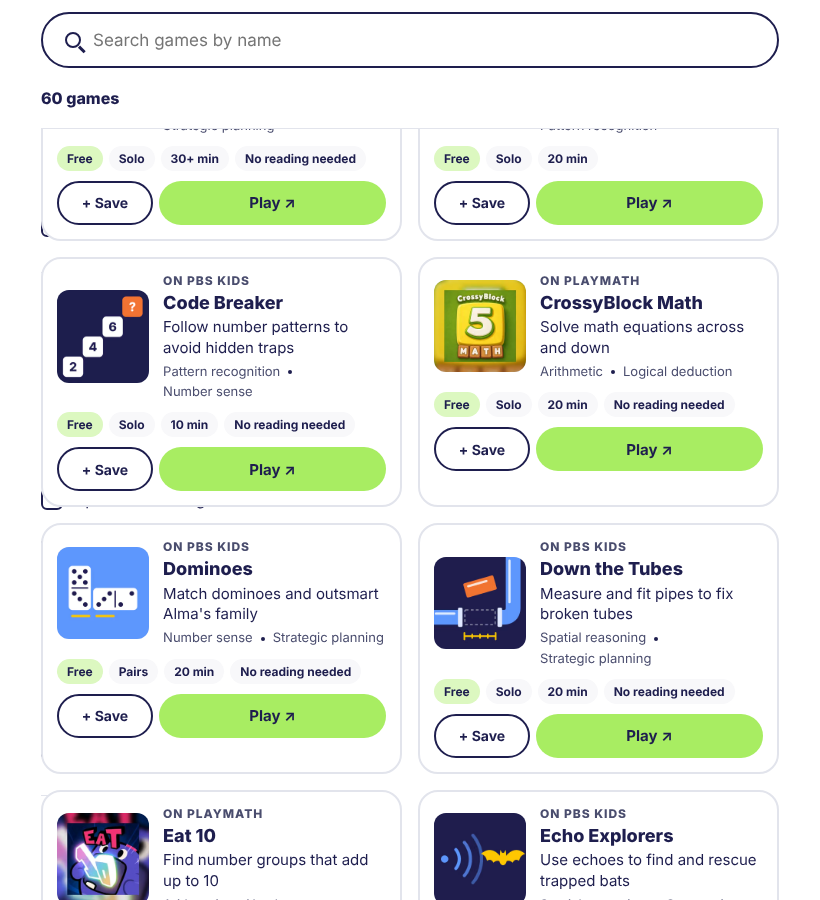 Search games by name
60 games
Strategic planning
Free Solo 30+ min No reading needed
+ Save Play ↗
Pattern recognition
Free Solo 20 min
+ Save Play ↗
ON PBS KIDS
Code Breaker
Follow number patterns to
avoid hidden traps
Pattern recognition •
Number sense
2 4 6 ?
Free Solo 10 min No reading needed
+ Save Play ↗
ON PLAYMATH
CrossyBlock Math
Solve math equations across
and down
Arithmetic • Logical deduction
CrossyBlock
5
MATH
Free Solo 20 min No reading needed
+ Save Play ↗
ON PBS KIDS
Dominoes
Match dominoes and outsmart
Alma's family
Number sense • Strategic planning
Free Pairs 20 min No reading needed
+ Save Play ↗
ON PBS KIDS
Down the Tubes
Measure and fit pipes to fix
broken tubes
Spatial reasoning •
Strategic planning
Free Solo 20 min No reading needed
+ Save Play ↗
ON PLAYMATH
Eat 10
Find number groups that add
up to 10
EAT
ON PBS KIDS
Echo Explorers
Use echoes to find and rescue
trapped bats